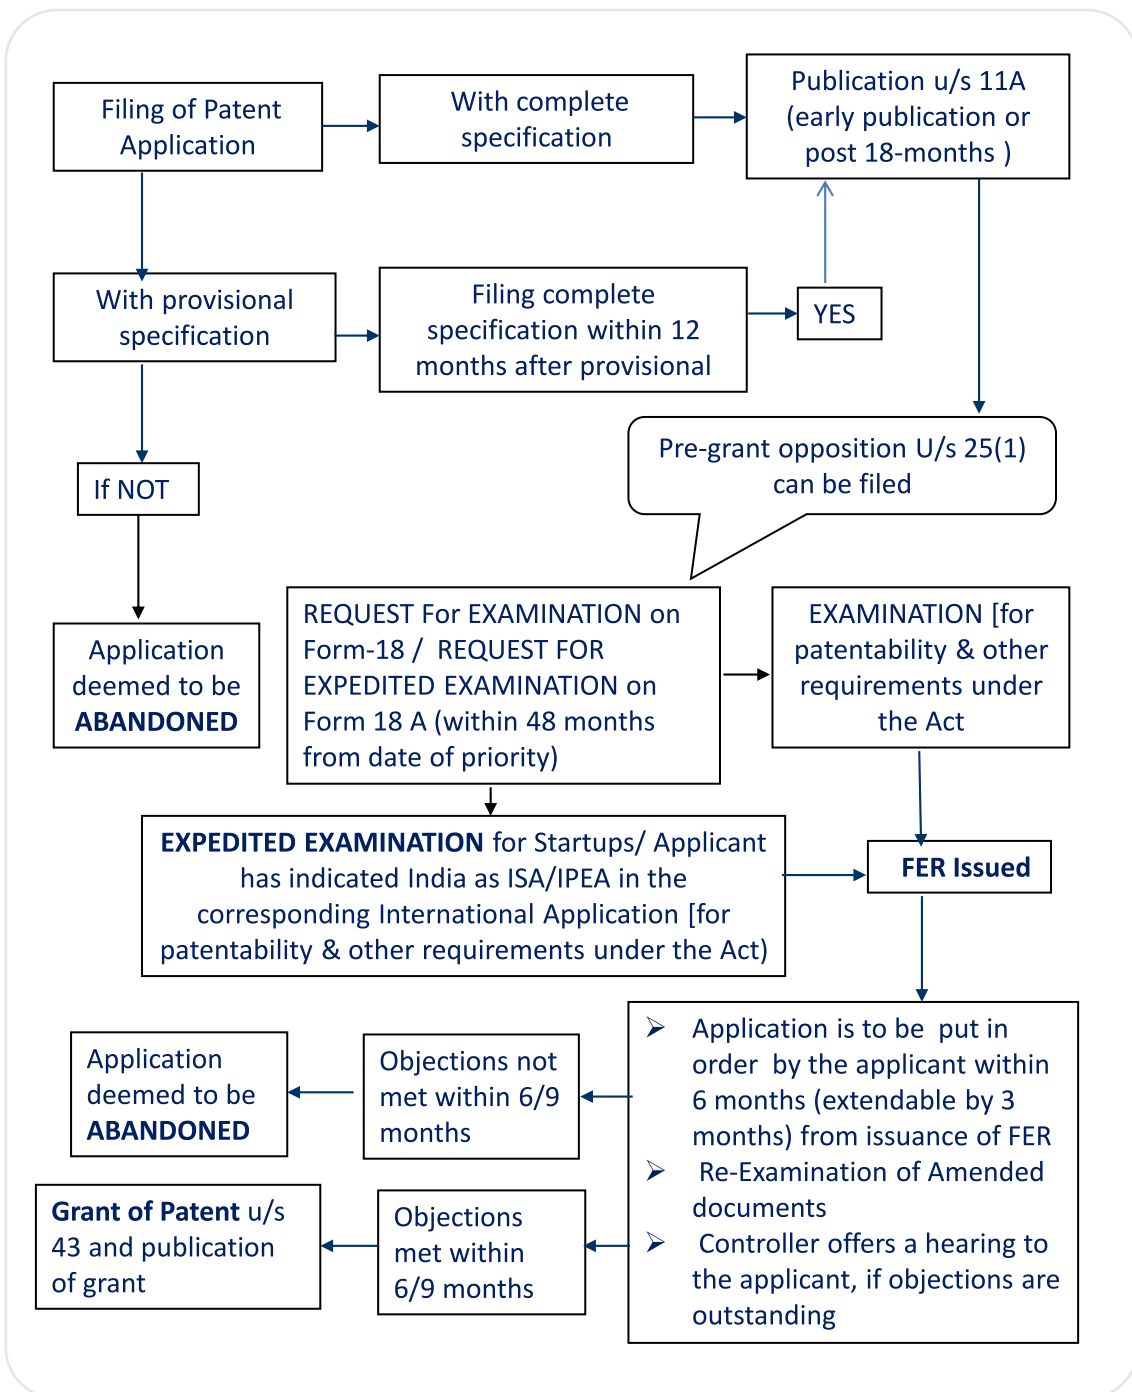 Filing of Patent
Application
With complete
specification
Publication u/s 11A
(early publication or
post 18-months )
With provisional
specification
Filing complete
specification within 12
months after provisional
YES
Pre-grant opposition U/s 25(1)
can be filed
If NOT
Application
deemed to be
ABANDONED
REQUEST For EXAMINATION on
Form-18 /  REQUEST FOR
EXPEDITED EXAMINATION on
Form 18 A (within 48 months
from date of priority)
EXAMINATION [for
patentability & other
requirements under
the Act
EXPEDITED EXAMINATION for Startups/ Applicant
has indicated India as ISA/IPEA in the
corresponding International Application [for
patentability & other requirements under the Act)
FER Issued
➢ Application is to be  put in
order  by the applicant within
6 months (extendable by 3
months) from issuance of FER
➢ Re-Examination of Amended
documents
➢ Controller offers a hearing to
the applicant, if objections are
outstanding
Objections not
met within 6/9
months
Application
deemed to be
ABANDONED
Objections
met within
6/9 months
Grant of Patent u/s
43 and publication
of grant